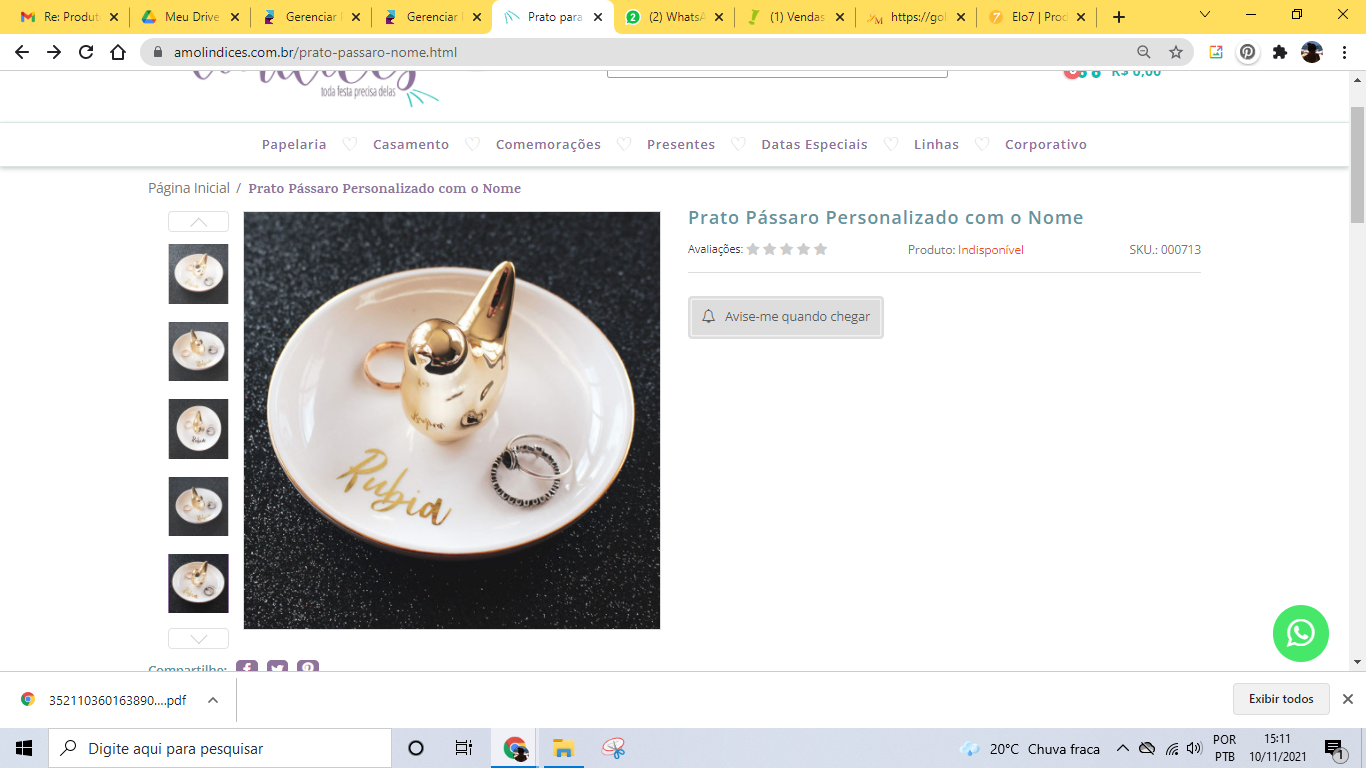 Re: Produt
Meu Drive
Gerenciar
Gerenciar
Prato para
(2) WhatsA
(1) Vendas
https://gol
Elo7 | Prod
amolindices.com.br/prato-passaro-nome.html
toda festa precisa delas
R$ 0,00
Papelaria
Casamento
Comemorações
Presentes
Datas Especiais
Linhas
Corporativo
Página Inicial / Prato Pássaro Personalizado com o Nome
Prato Pássaro Personalizado com o Nome
Avaliações:
Produto: Indisponível
SKU.: 000713
Avise-me quando chegar
Rubia
Compartilhe:
352110360163890....pdf
Exibir todos
Digite aqui para pesquisar
20°C Chuva fraca
POR
PTB
15:11
10/11/2021
1